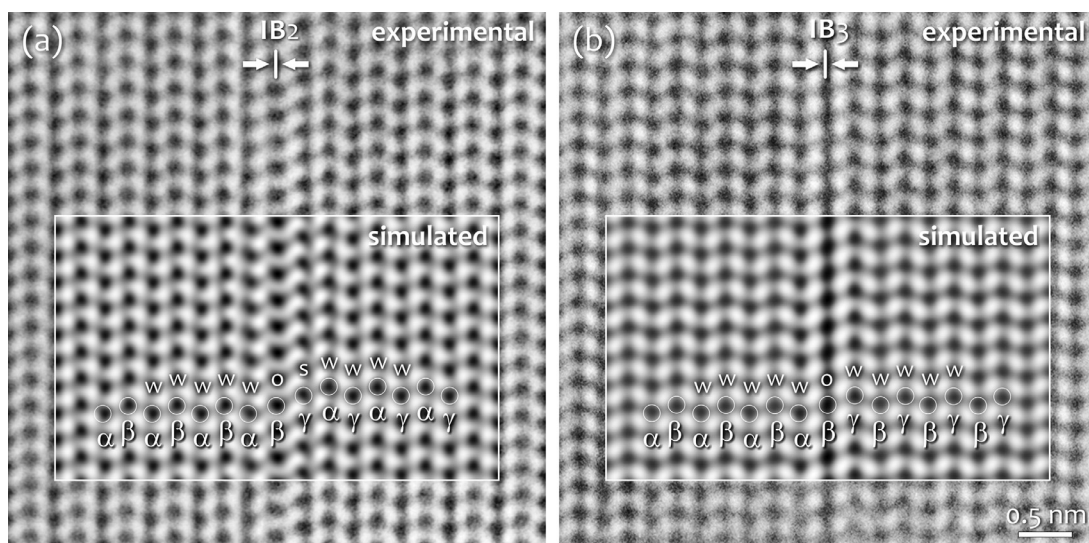 (a)
IB2
experimental
simulated
w w w w w o s w w w w
α β α β α β α β γ α γ α γ α γ
(b)
IB3
experimental
simulated
w w w w w o w w w w w
α β α β α β α β γ β γ β γ β γ
0.5 nm